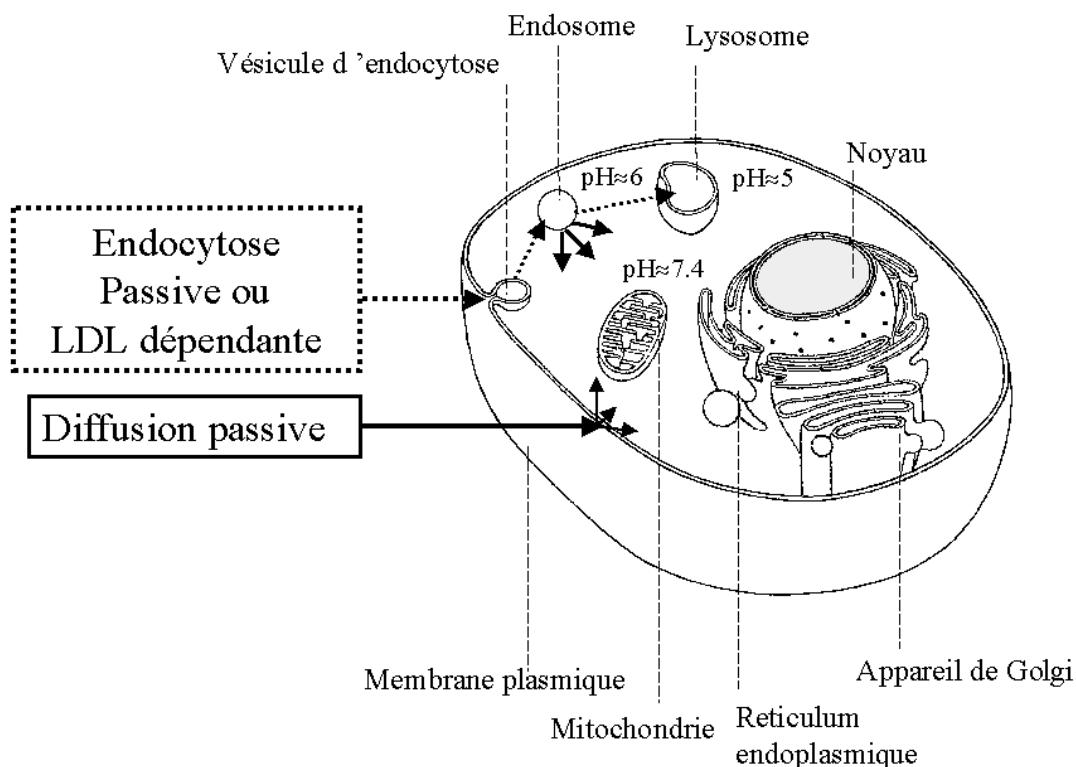 Endosome
Lysosome
Vésicule d 'endocytose
Noyau
pH≈6
pH≈5
Endocytose
Passive ou
LDL dépendante
pH≈7.4
Diffusion passive
Membrane plasmique
Appareil de Golgi
Mitochondrie
Reticulum
endoplasmique